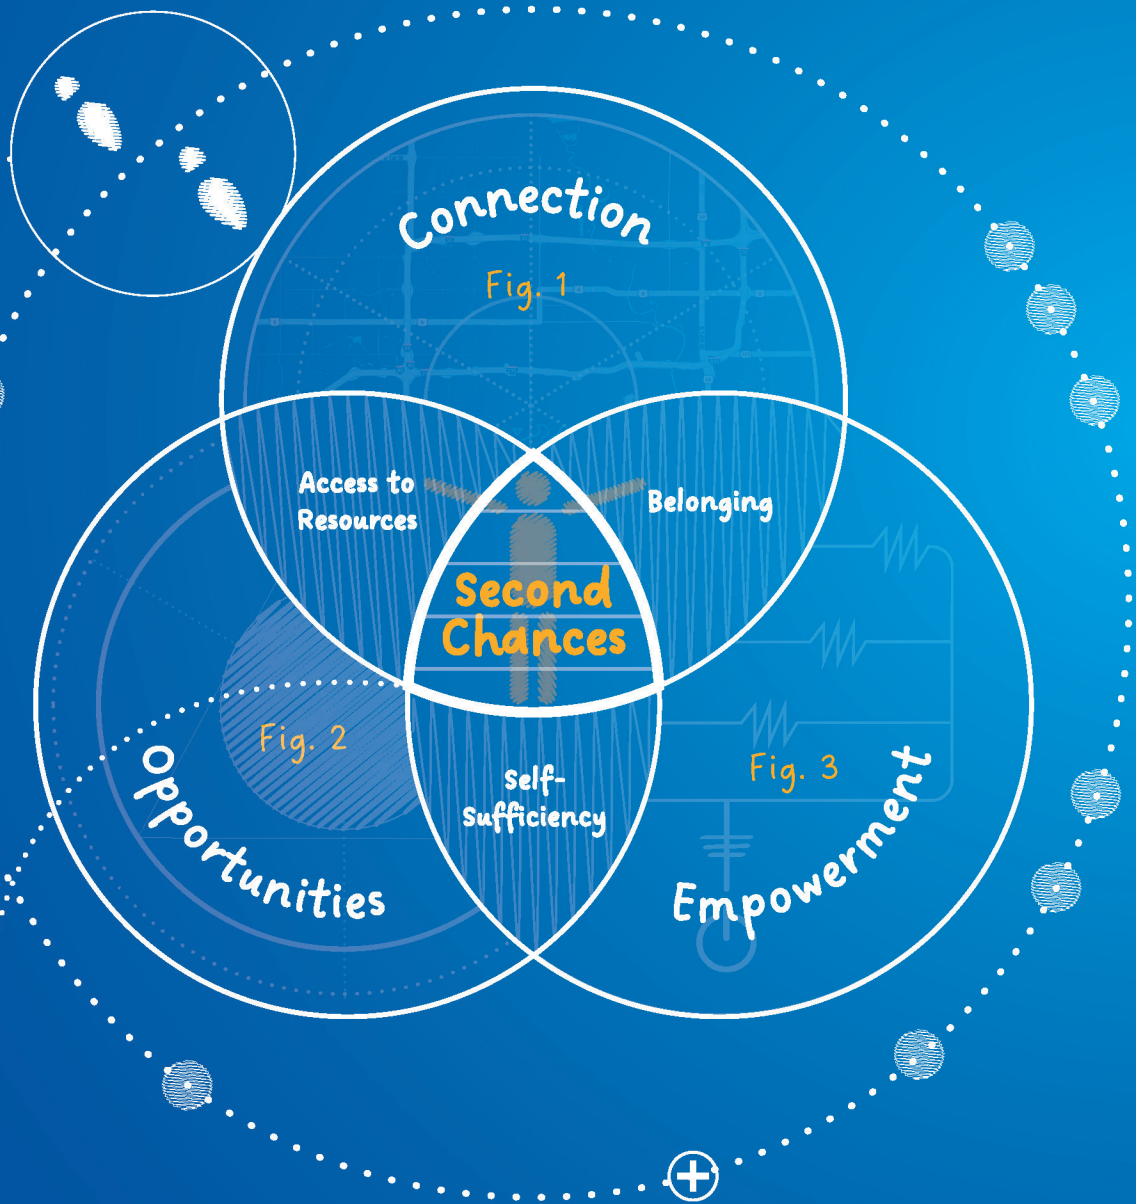 Connection
Fig. 1
Access to
Resources
Belonging
Second
Chances
Fig. 2
Opportunities
Self-
Sufficiency
Fig. 3
Empowerment